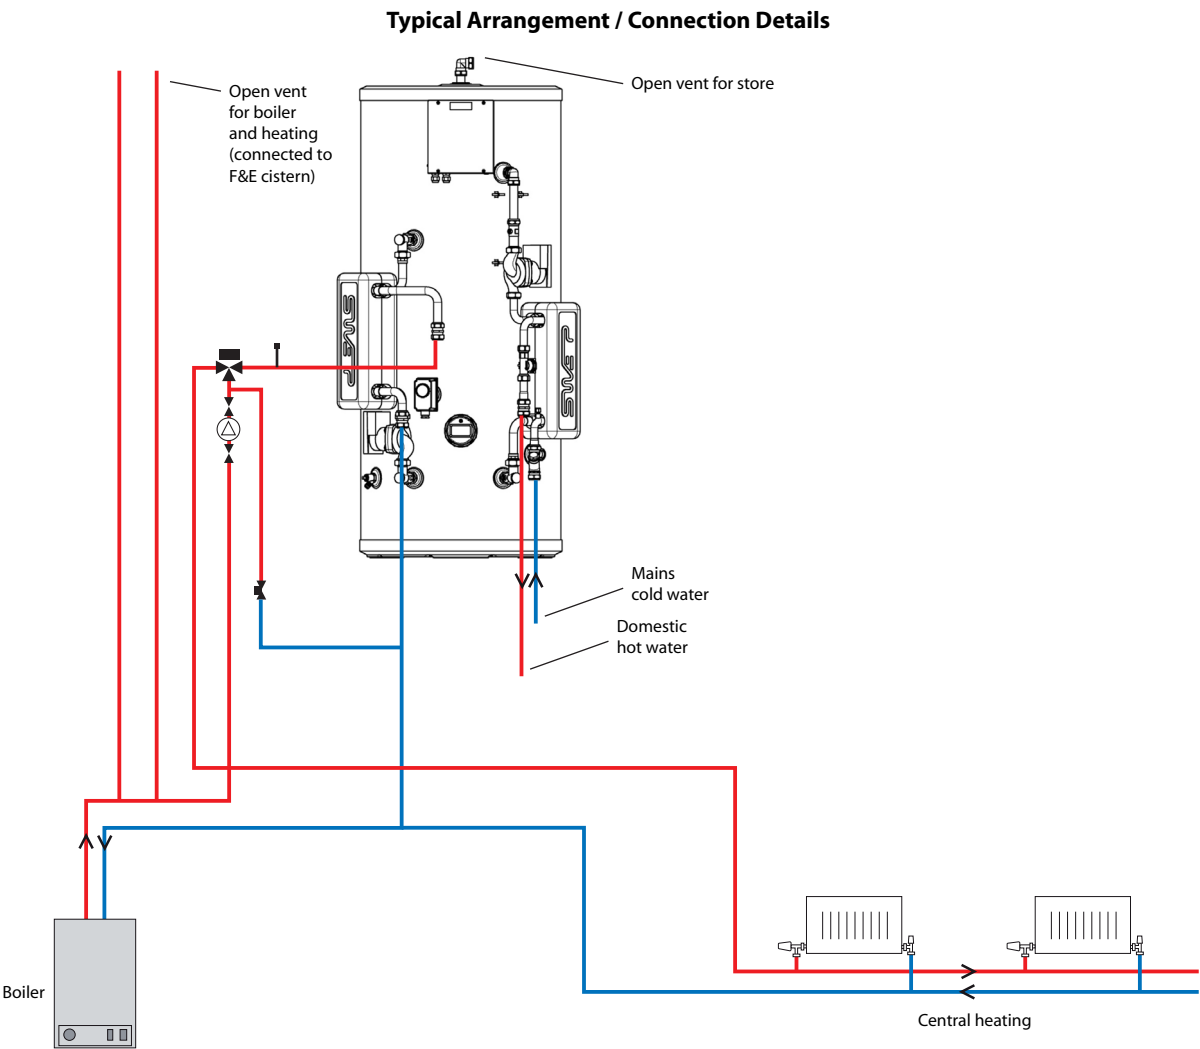 Typical Arrangement / Connection Details
Open vent
for boiler
and heating
(connected to
F&E cistern)
Open vent for store
SWEP
SWEP
Mains
cold water
Domestic
hot water
Boiler
Central heating